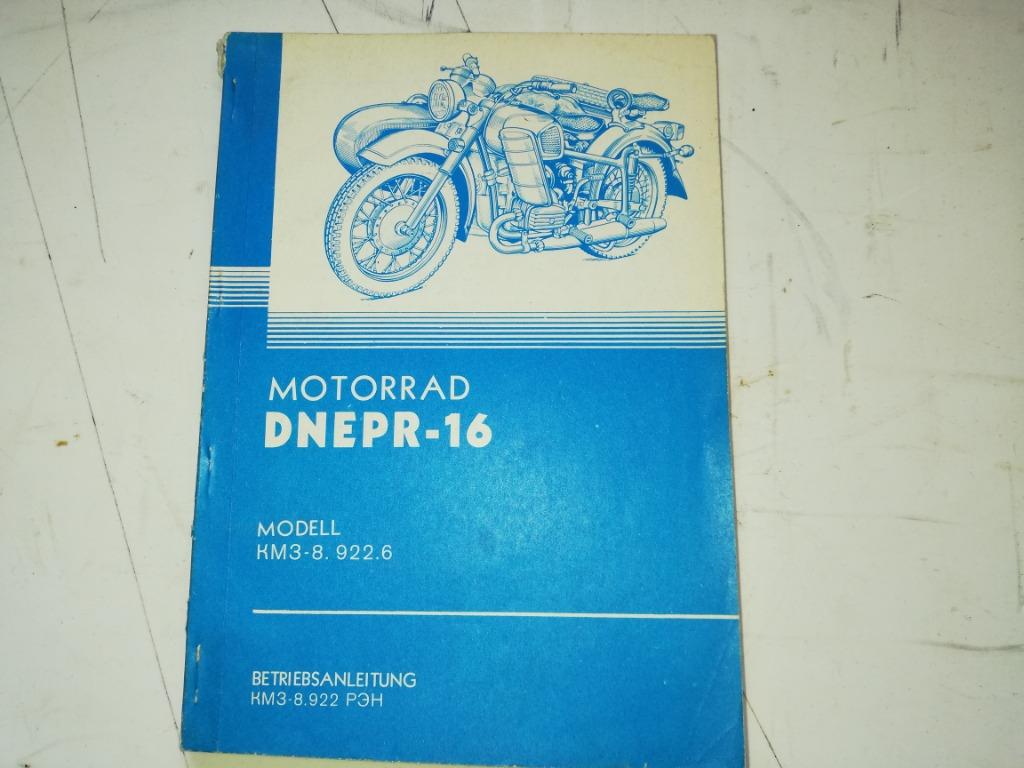 MOTORRAD
DNEPR-16
MODELL
КМЗ-8. 922.6
BETRIEBSANLEITUNG
КМЗ-8.922 РЭН